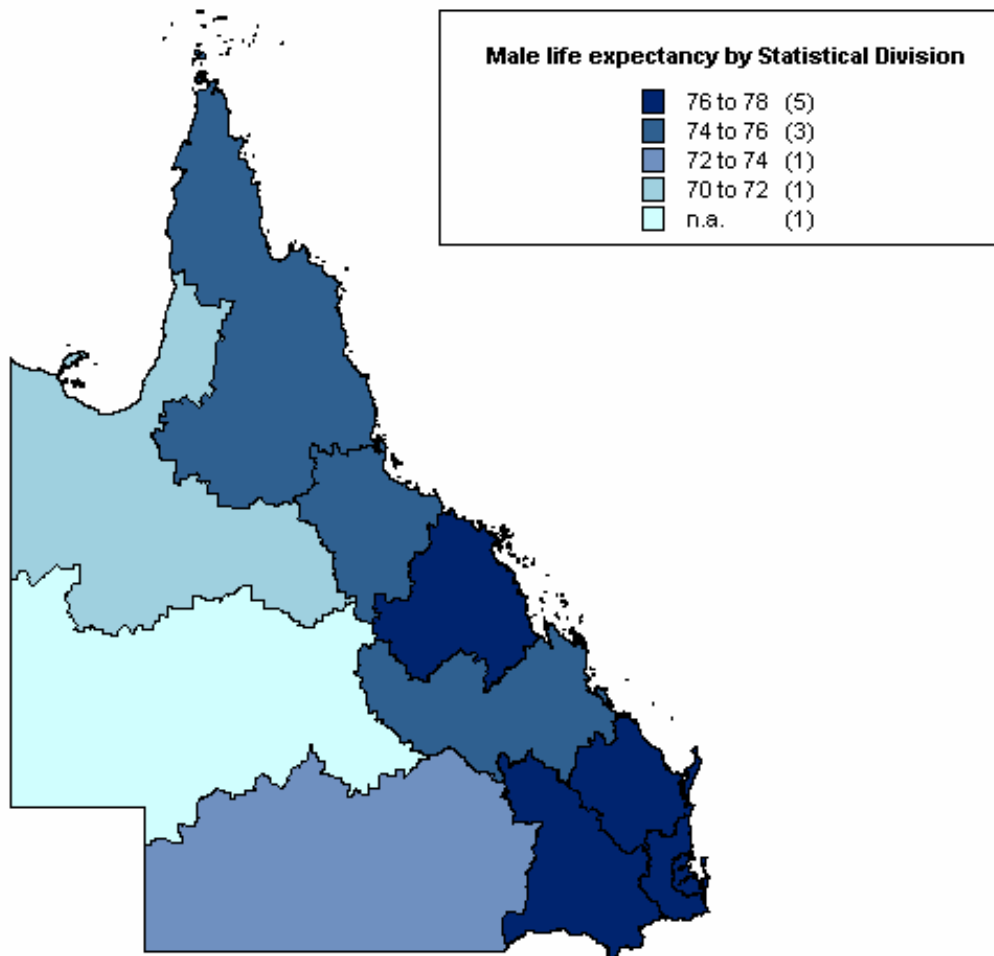 Male life expectancy by Statistical Division
76 to 78 (5)
74 to 76 (3)
72 to 74 (1)
70 to 72 (1)
n.a. (1)